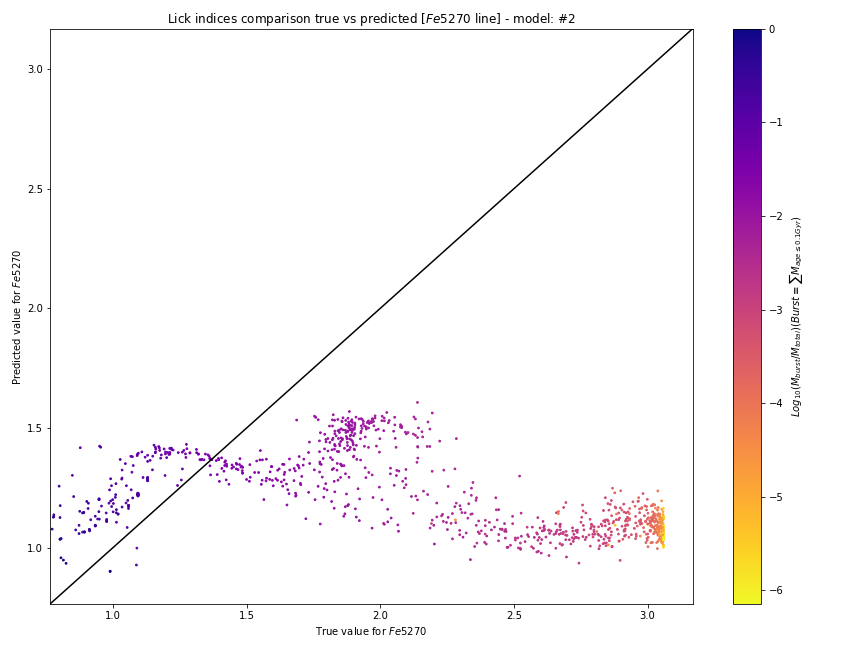 Lick indices comparison true vs predicted [Fe5270 line] - model: #2
3.0
2.5
2.0
1.5
1.0
Predicted value for Fe5270
1.0 1.5 2.0 2.5 3.0
True value for Fe5270
0
−1
−2
−3
−4
−5
−6
Log10(Mburst/Mtotal)(Burst = ∑Mage≤0.1Gyr)